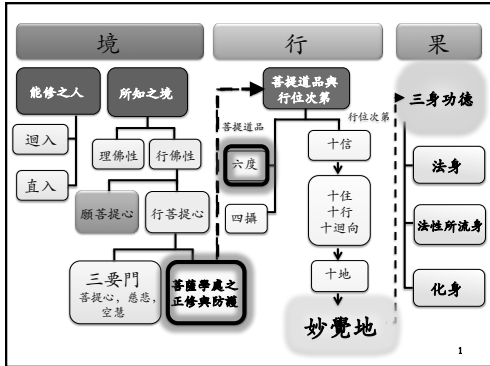 境
行
果
能修之人
所知之境
迴入
直入
理佛性
行佛性
願菩提心
行菩提心
三要門
菩提心, 慈悲,
空慧
菩薩學處之
正修與防護
菩提道品與
行位次第
菩提道品
行位次第
六度
四攝
十信
十住
十行
十迴向
十地
妙覺地
三身功德
法身
法性所流身
化身
1